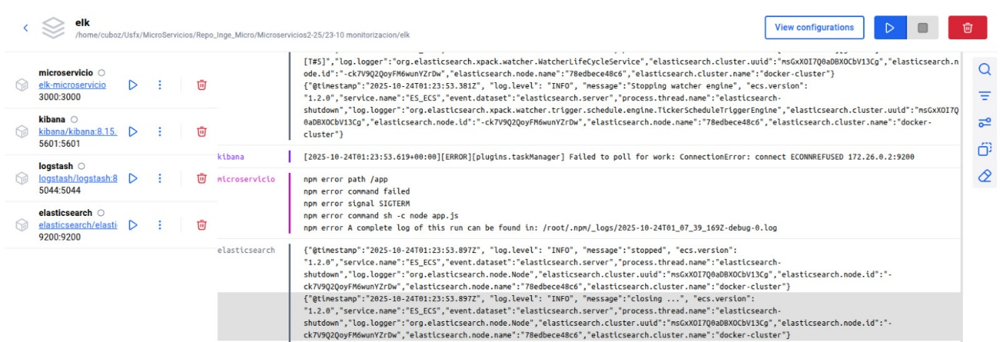 elk
/home/cuboz/Usfx/MicroServicios/Repo_Inge_Micro/Microservicios2-25/23-10 monitorizacion/elk
View configurations
microservicio
elk-microservicio
3000:3000
kibana
kibana/kibana:8.15.
5601:5601
logstash
logstash/logstash:8
5044:5044
elasticsearch
elasticsearch/elasti
9200:9200
[T#5]","log.logger":"org.elasticsearch.xpack.watcher.WatcherLifeCycleService","elasticsearch.cluster.uuid":"msGxXOI7Q0aDBXOCbV13Cg","elasticsearch.n
ode.id":"-ck7V9Q2QoyFM6wunYZrDw","elasticsearch.node.name":"78edbece48c6","elasticsearch.cluster.name":"docker-cluster"}
{"@timestamp":"2025-10-24T01:23:53.381Z", "log.level": "INFO", "message":"Stopping watcher engine", "ecs.version":
"1.2.0","service.name":"ES_ECS","event.dataset":"elasticsearch.server","process.thread.name":"elasticsearch-
shutdown","log.logger":"org.elasticsearch.xpack.watcher.trigger.schedule.engine.TickerScheduleTriggerEngine","elasticsearch.cluster.uuid":"msGxXOI7Q
0aDBXOCbV13Cg","elasticsearch.node.id":"-ck7V9Q2QoyFM6wunYZrDw","elasticsearch.node.name":"78edbece48c6","elasticsearch.cluster.name":"docker-
cluster"}
kibana [2025-10-24T01:23:53.619+00:00][ERROR][plugins.taskManager] Failed to poll for work: ConnectionError: connect ECONNREFUSED 172.26.0.2:9200
microservicio npm error path /app
npm error command failed
npm error signal SIGTERM
npm error command sh -c node app.js
npm error A complete log of this run can be found in: /root/.npm/_logs/2025-10-24T01_07_39_169Z-debug-0.log
elasticsearch {"@timestamp":"2025-10-24T01:23:53.897Z", "log.level": "INFO", "message":"stopped", "ecs.version":
"1.2.0","service.name":"ES_ECS","event.dataset":"elasticsearch.server","process.thread.name":"elasticsearch-
shutdown","log.logger":"org.elasticsearch.node.Node","elasticsearch.cluster.uuid":"msGxXOI7Q0aDBXOCbV13Cg","elasticsearch.node.id":"-
ck7V9Q2QoyFM6wunYZrDw","elasticsearch.node.name":"78edbece48c6","elasticsearch.cluster.name":"docker-cluster"}
{"@timestamp":"2025-10-24T01:23:53.897Z", "log.level": "INFO", "message":"closing ...", "ecs.version":
"1.2.0","service.name":"ES_ECS","event.dataset":"elasticsearch.server","process.thread.name":"elasticsearch-
shutdown","log.logger":"org.elasticsearch.node.Node","elasticsearch.cluster.uuid":"msGxXOI7Q0aDBXOCbV13Cg","elasticsearch.node.id":"-
ck7V9Q2QoyFM6wunYZrDw","elasticsearch.node.name":"78edbece48c6","elasticsearch.cluster.name":"docker-cluster"}